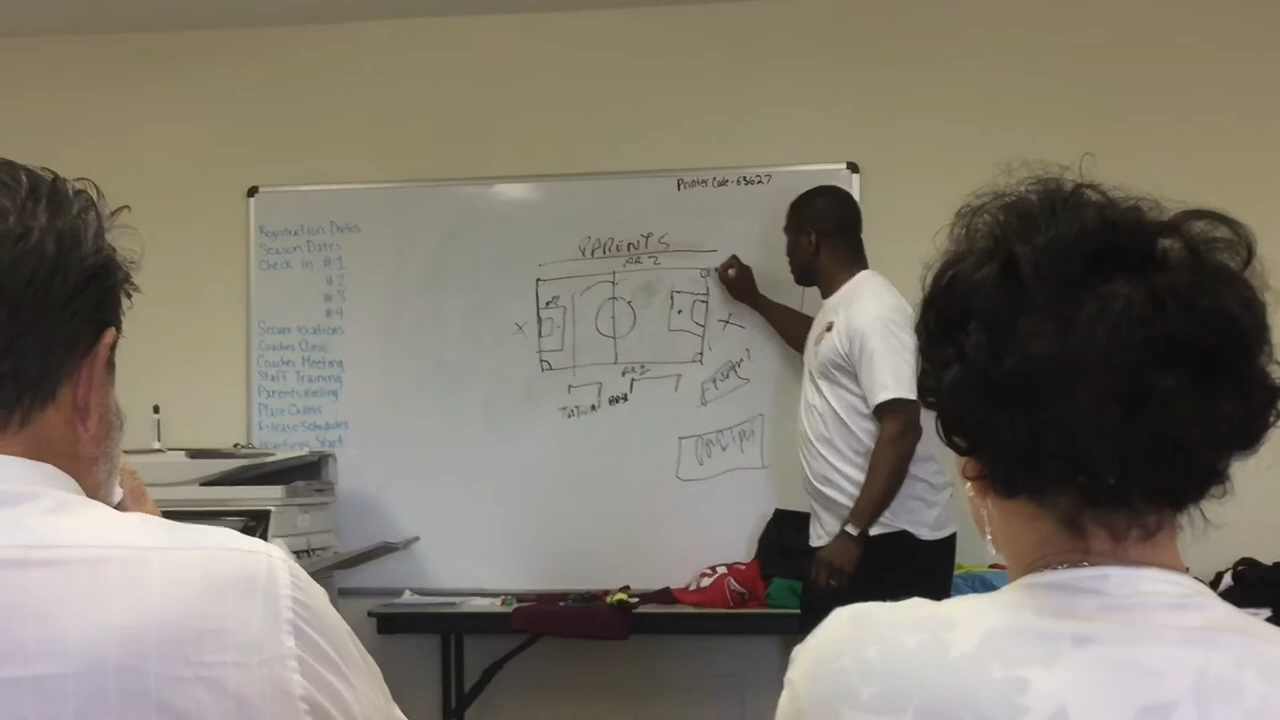 Printer Code - 63627
Registration Dates
Season Dates
Check In #1
#2
#3
#4
Secure locations
Coaches Clinic
Coaches Meeting
Staff Training
Parents Meeting
Place Orders
Release Schedules
Start
PARENTS
AR 2
X
X
AR 1